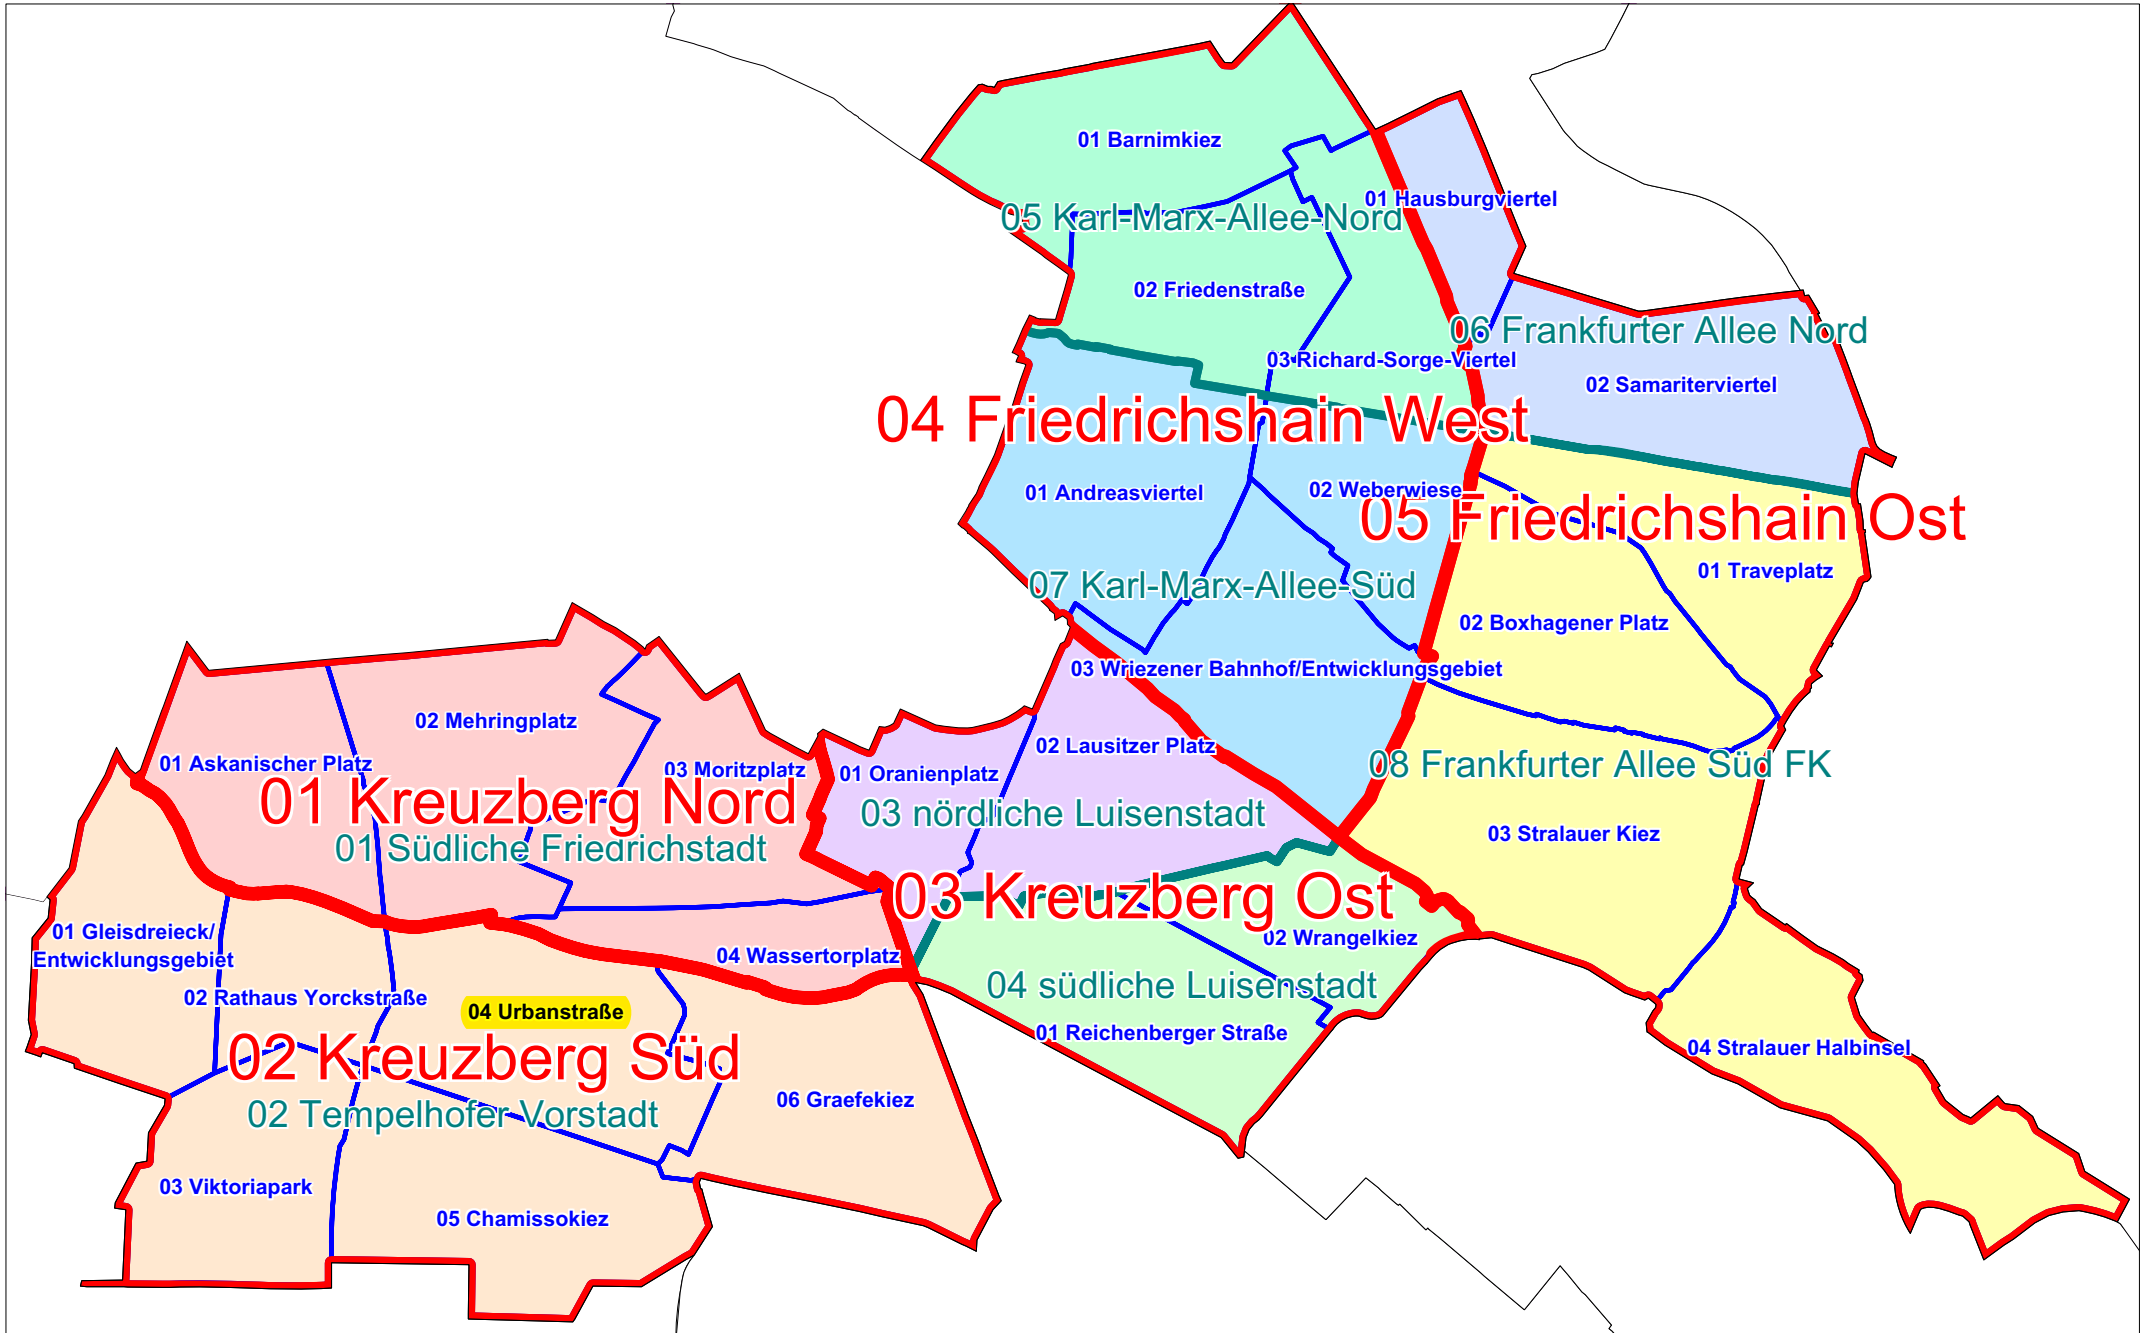 01 Barnimkiez
01 Hausburgviertel
05 Karl-Marx-Allee-Nord
02 Friedenstraße
06 Frankfurter Allee Nord
03 Richard-Sorge-Viertel
02 Samariterviertel
04 Friedrichshain West
01 Andreasviertel
02 Weberwiese
05 Friedrichshain Ost
01 Traveplatz
07 Karl-Marx-Allee-Süd
02 Boxhagener Platz
03 Wriezener Bahnhof/Entwicklungsgebiet
02 Mehringplatz
02 Lausitzer Platz
01 Askanischer Platz
03 Moritzplatz
01 Oranienplatz
08 Frankfurter Allee Süd FK
01 Kreuzberg Nord
03 nördliche Luisenstadt
03 Stralauer Kiez
01 Südliche Friedrichstadt
03 Kreuzberg Ost
01 Gleisdreieck/
Entwicklungsgebiet
02 Wrangelkiez
04 Wassertorplatz
04 südliche Luisenstadt
02 Rathaus Yorckstraße
04 Urbanstraße
01 Reichenberger Straße
04 Stralauer Halbinsel
02 Kreuzberg Süd
06 Graefekiez
02 Tempelhofer Vorstadt
03 Viktoriapark
05 Chamissokiez